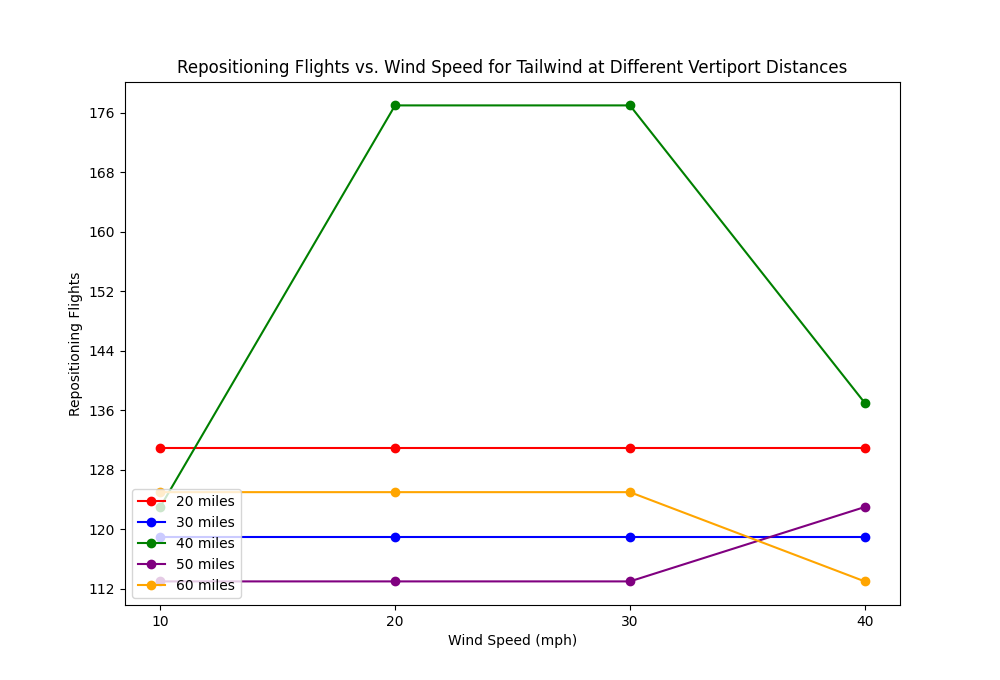 Repositioning Flights vs. Wind Speed for Tailwind at Different Vertiport Distances
176
168
160
152
144
136
128
120
112
Repositioning Flights
20 miles
30 miles
40 miles
50 miles
60 miles
10 20 30 40
Wind Speed (mph)